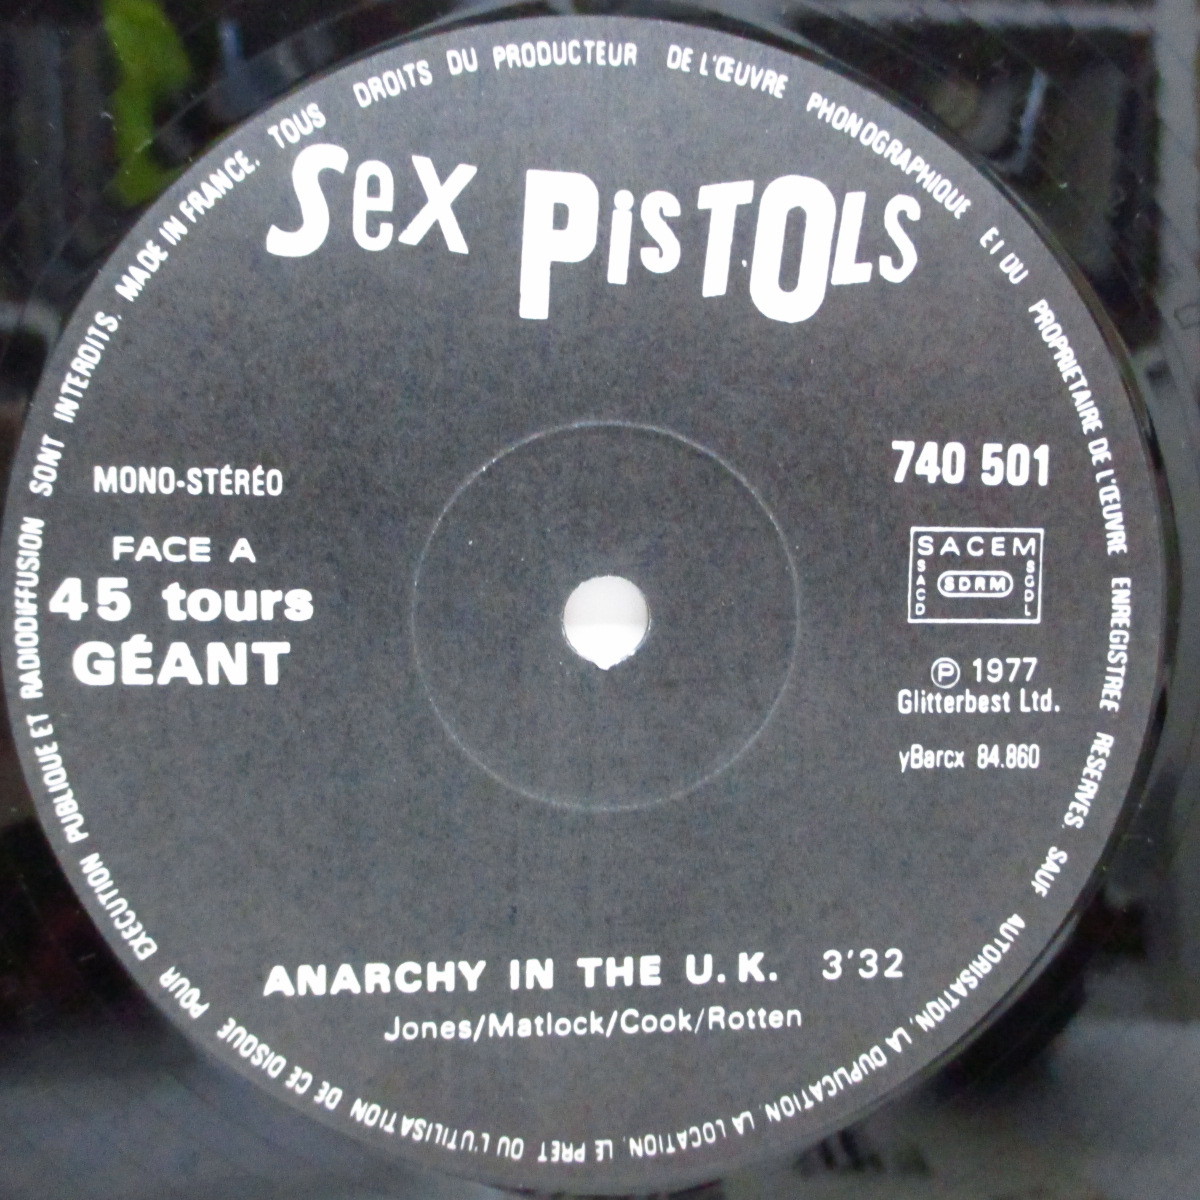 TOUS DROITS DU PRODUCTEUR DE L'ŒUVRE PHONOGRAPHIQUE ET DU PROPRIETAIRE DE L'ŒUVRE ENREGISTREE RESERVES. SAUF AUTORISATION, LA DUPLICATION, LA LOCATION, LE PRET OU L'UTILISATION DE CE DISQUE POUR EXECUTION PUBLIQUE ET RADIODIFFUSION SONT INTERDITS. MADE IN FRANCE.
Sex PisTOLS
MONO-STÉRÉO
FACE A
45 tours
GÉANT
740 501
SACEM
SACD
SDRM
SGDL
Ⓟ 1977
Glitterbest Ltd.
yBarcx 84.860
ANARCHY IN THE U.K. 3'32
Jones/Matlock/Cook/Rotten